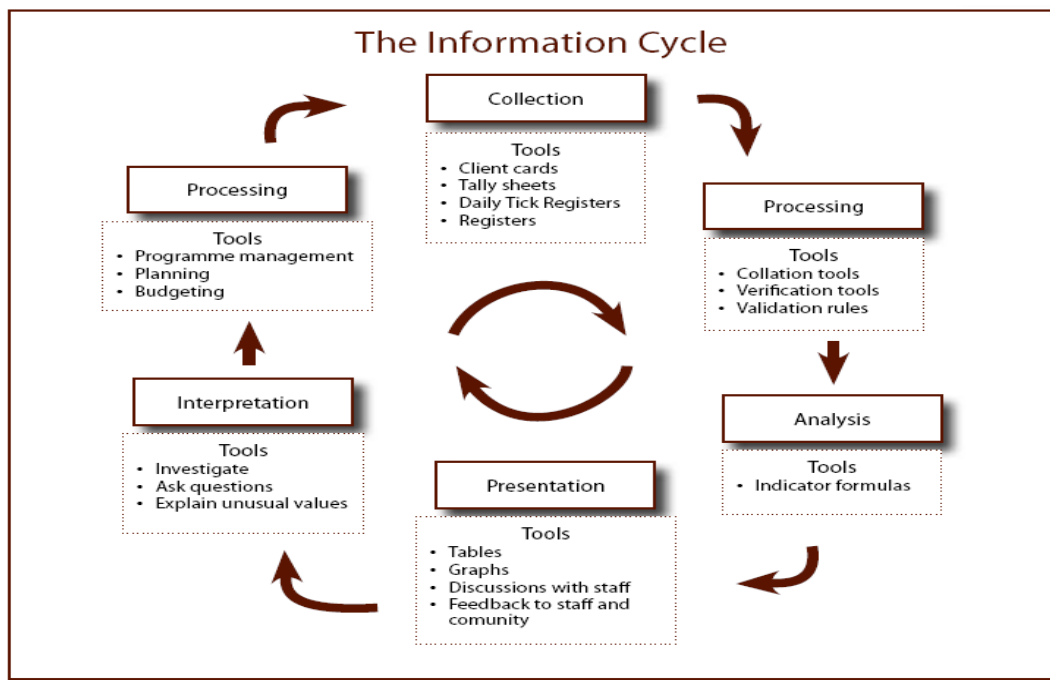 The Information Cycle
Collection
Tools
• Client cards
• Tally sheets
• Daily Tick Registers
• Registers
Processing
Tools
• Collation tools
• Verification tools
• Validation rules
Analysis
Tools
• Indicator formulas
Presentation
Tools
• Tables
• Graphs
• Discussions with staff
• Feedback to staff and
comunity
Interpretation
Tools
• Investigate
• Ask questions
• Explain unusual values
Processing
Tools
• Programme management
• Planning
• Budgeting